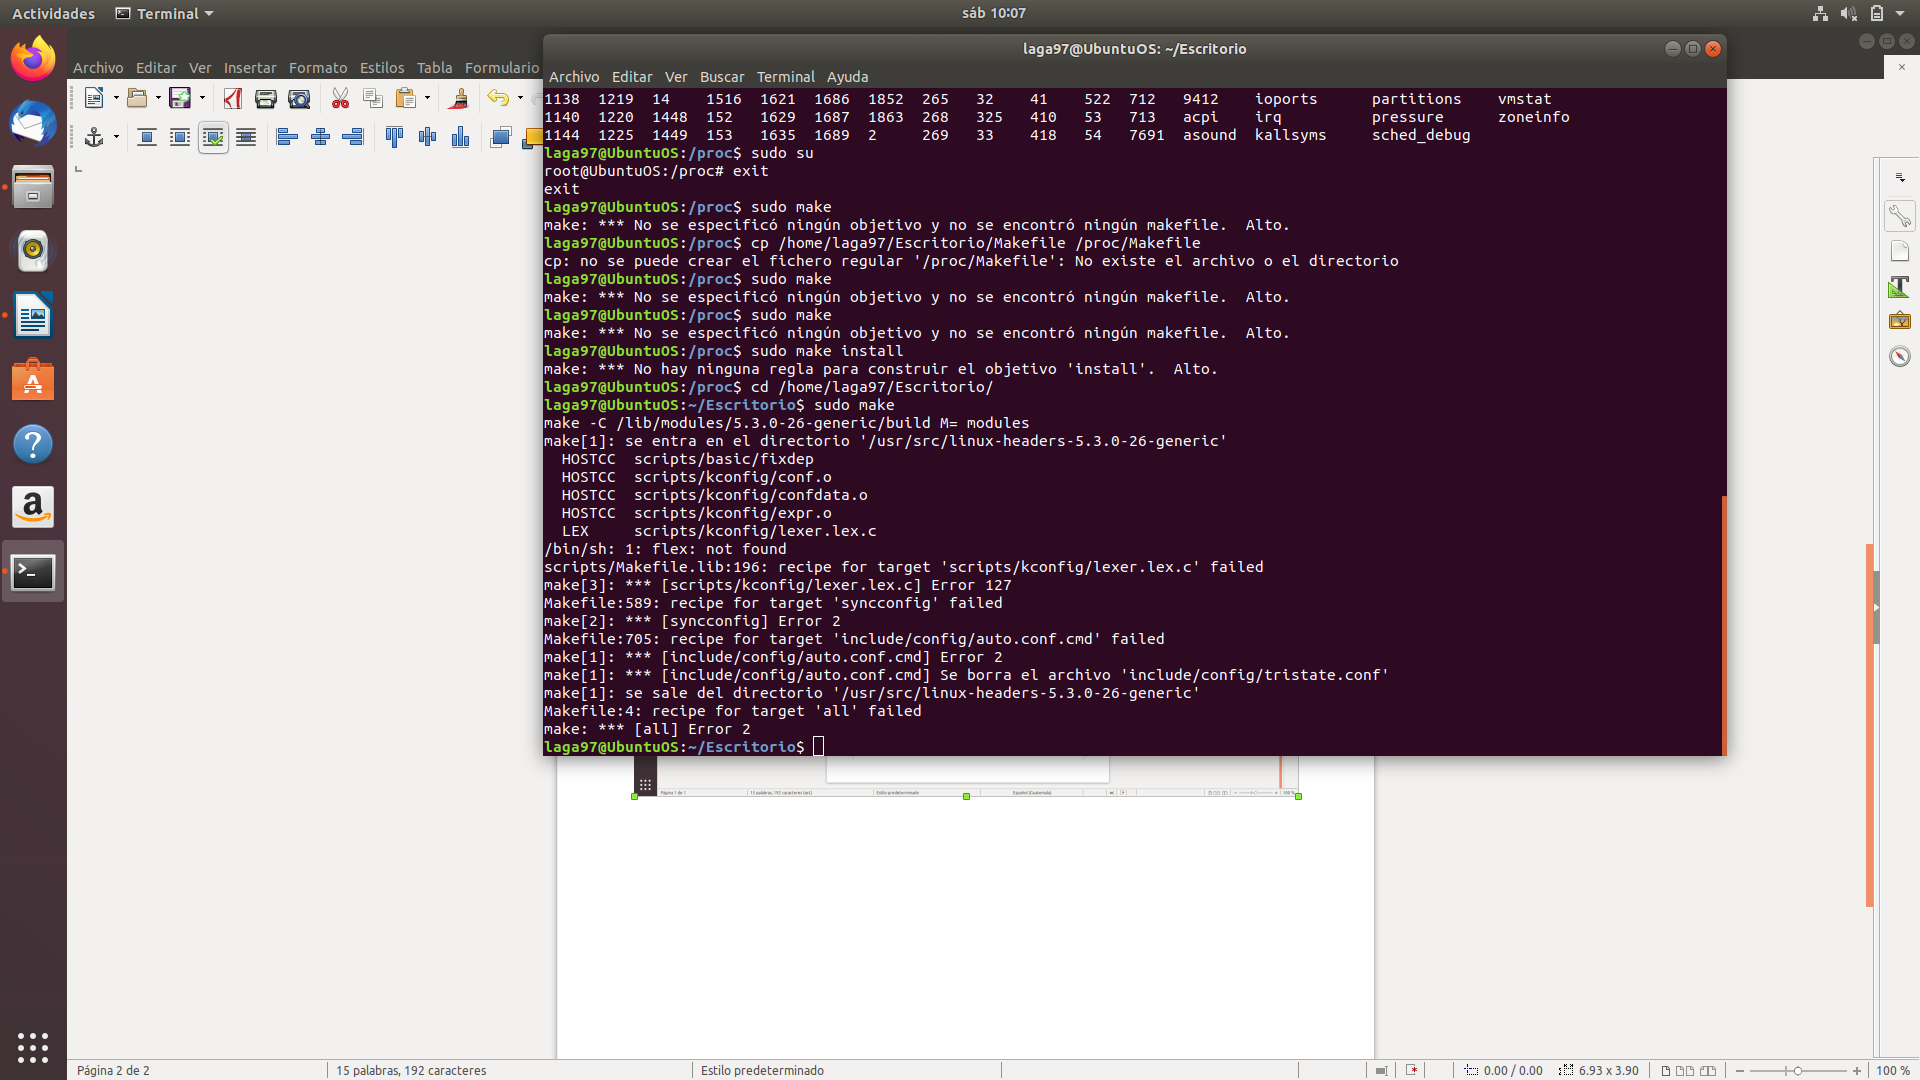 Actividades Terminal sáb 10:07
laga97@UbuntuOS: ~/Escritorio
Archivo Editar Ver Insertar Formato Estilos Tabla Formulario
Archivo Editar Ver Buscar Terminal Ayuda
1138 1219 14 1516 1621 1686 1852 265 32 41 522 712 9412 ioports partitions vmstat
1140 1220 1448 152 1629 1687 1863 268 325 410 53 713 acpi irq pressure zoneinfo
1144 1225 1449 153 1635 1689 2 269 33 418 54 7691 asound kallsyms sched_debug
laga97@UbuntuOS:/proc$ sudo su
root@UbuntuOS:/proc# exit
exit
laga97@UbuntuOS:/proc$ sudo make
make: *** No se especificó ningún objetivo y no se encontró ningún makefile.  Alto.
laga97@UbuntuOS:/proc$ cp /home/laga97/Escritorio/Makefile /proc/Makefile
cp: no se puede crear el fichero regular '/proc/Makefile': No existe el archivo o el directorio
laga97@UbuntuOS:/proc$ sudo make
make: *** No se especificó ningún objetivo y no se encontró ningún makefile.  Alto.
laga97@UbuntuOS:/proc$ sudo make
make: *** No se especificó ningún objetivo y no se encontró ningún makefile.  Alto.
laga97@UbuntuOS:/proc$ sudo make install
make: *** No hay ninguna regla para construir el objetivo 'install'.  Alto.
laga97@UbuntuOS:/proc$ cd /home/laga97/Escritorio/
laga97@UbuntuOS:~/Escritorio$ sudo make
make -C /lib/modules/5.3.0-26-generic/build M= modules
make[1]: se entra en el directorio '/usr/src/linux-headers-5.3.0-26-generic'
HOSTCC scripts/basic/fixdep
HOSTCC scripts/kconfig/conf.o
HOSTCC scripts/kconfig/confdata.o
HOSTCC scripts/kconfig/expr.o
LEX scripts/kconfig/lexer.lex.c
/bin/sh: 1: flex: not found
scripts/Makefile.lib:196: recipe for target 'scripts/kconfig/lexer.lex.c' failed
make[3]: *** [scripts/kconfig/lexer.lex.c] Error 127
Makefile:589: recipe for target 'syncconfig' failed
make[2]: *** [syncconfig] Error 2
Makefile:705: recipe for target 'include/config/auto.conf.cmd' failed
make[1]: *** [include/config/auto.conf.cmd] Error 2
make[1]: *** [include/config/auto.conf.cmd] Se borra el archivo 'include/config/tristate.conf'
make[1]: se sale del directorio '/usr/src/linux-headers-5.3.0-26-generic'
Makefile:4: recipe for target 'all' failed
make: *** [all] Error 2
laga97@UbuntuOS:~/Escritorio$
Página 1 de 1 15 palabras, 192 caracteres Estilo predeterminado Español (Guatemala) 100 %
Página 2 de 2 15 palabras, 192 caracteres Estilo predeterminado 0.00 / 0.00 6.93 x 3.90 100 %